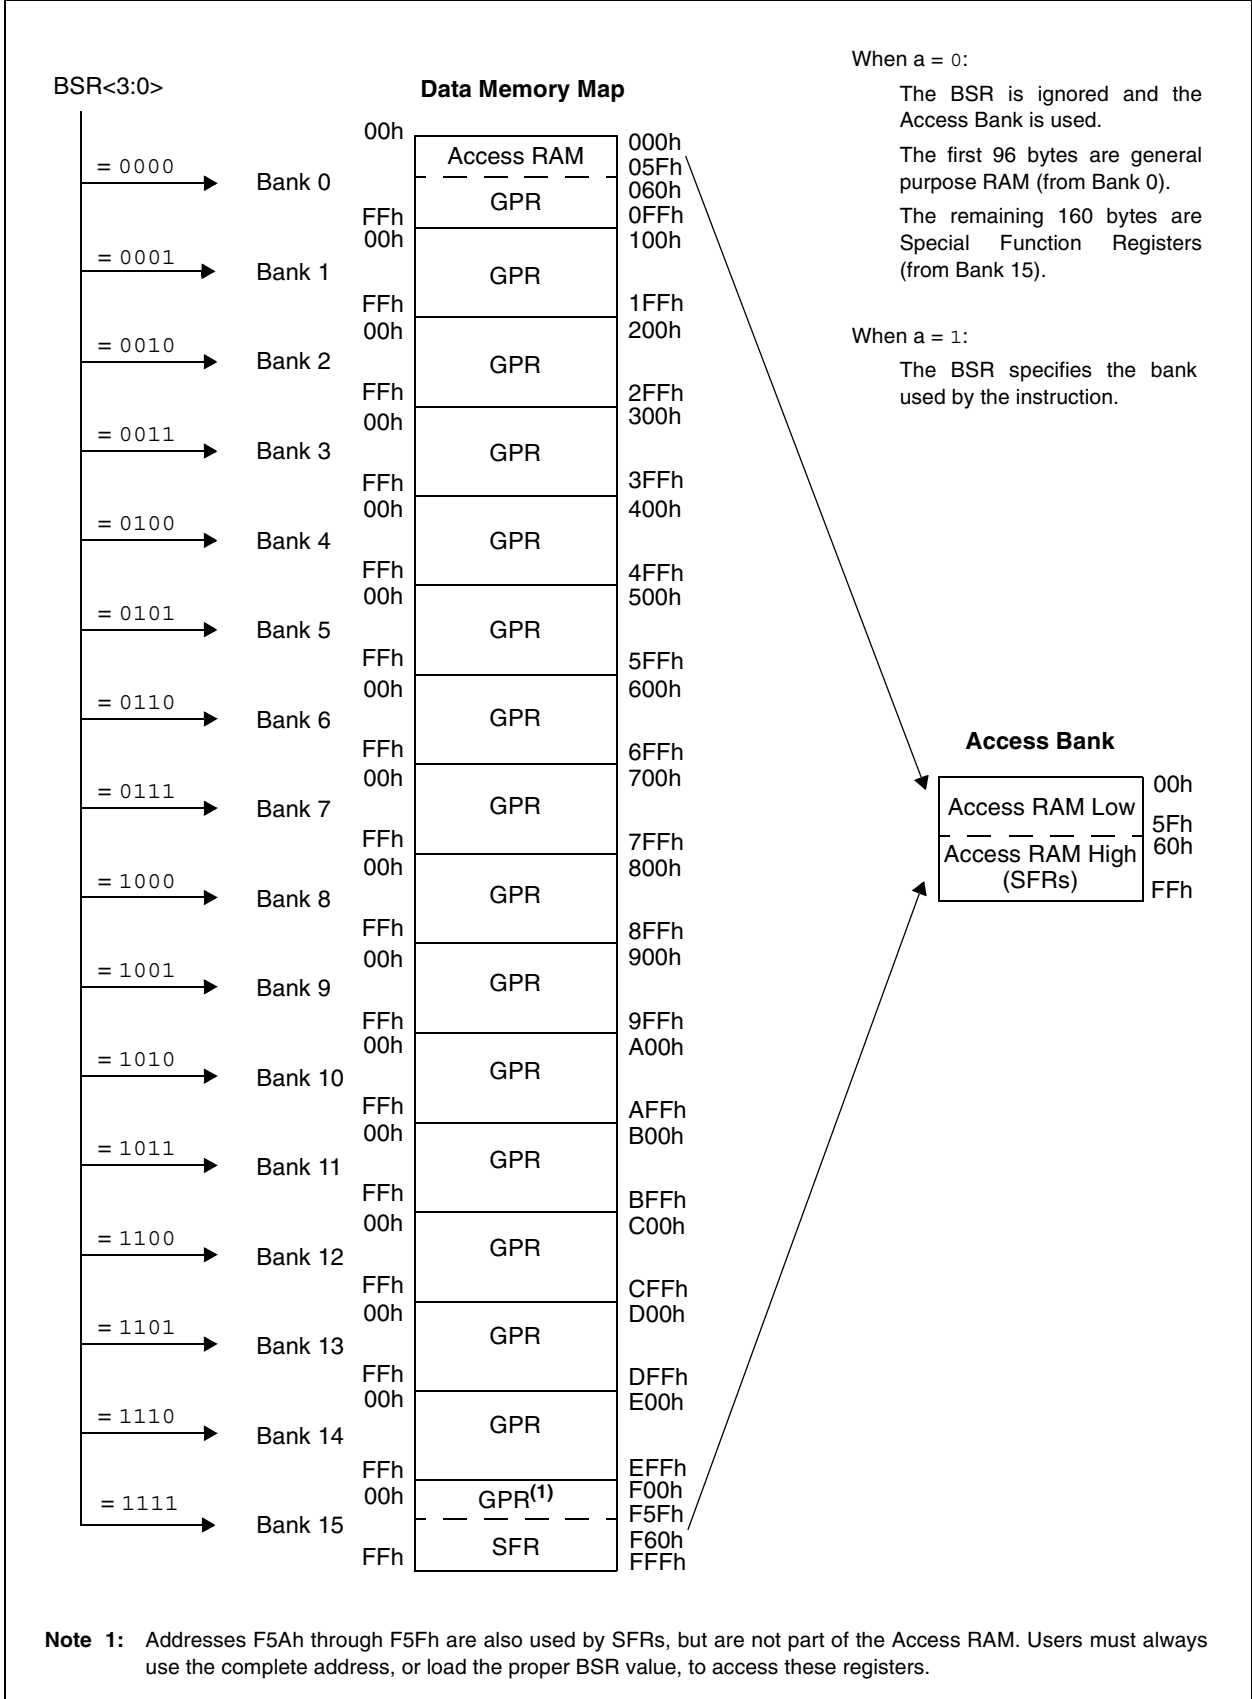 BSR<3:0>
Data Memory Map
When a = 0:
The BSR is ignored and the
Access Bank is used.
The first 96 bytes are general
purpose RAM (from Bank 0).
The remaining 160 bytes are
Special Function Registers
(from Bank 15).
When a = 1:
The BSR specifies the bank
used by the instruction.
= 0000
Bank 0
00h
FFh
Access RAM
GPR
000h
05Fh
060h
0FFh
= 0001
Bank 1
00h
FFh
GPR
100h
1FFh
= 0010
Bank 2
00h
FFh
GPR
200h
2FFh
= 0011
Bank 3
00h
FFh
GPR
300h
3FFh
= 0100
Bank 4
00h
FFh
GPR
400h
4FFh
= 0101
Bank 5
00h
FFh
GPR
500h
5FFh
= 0110
Bank 6
00h
FFh
GPR
600h
6FFh
= 0111
Bank 7
00h
FFh
GPR
700h
7FFh
= 1000
Bank 8
00h
FFh
GPR
800h
8FFh
= 1001
Bank 9
00h
FFh
GPR
900h
9FFh
= 1010
Bank 10
00h
FFh
GPR
A00h
AFFh
= 1011
Bank 11
00h
FFh
GPR
B00h
BFFh
= 1100
Bank 12
00h
FFh
GPR
C00h
CFFh
= 1101
Bank 13
00h
FFh
GPR
D00h
DFFh
= 1110
Bank 14
00h
FFh
GPR
E00h
EFFh
= 1111
Bank 15
00h
FFh
GPR(1)
SFR
F00h
F5Fh
F60h
FFFh
Access Bank
Access RAM Low
Access RAM High
(SFRs)
00h
5Fh
60h
FFh
Note 1: Addresses F5Ah through F5Fh are also used by SFRs, but are not part of the Access RAM. Users must always
use the complete address, or load the proper BSR value, to access these registers.